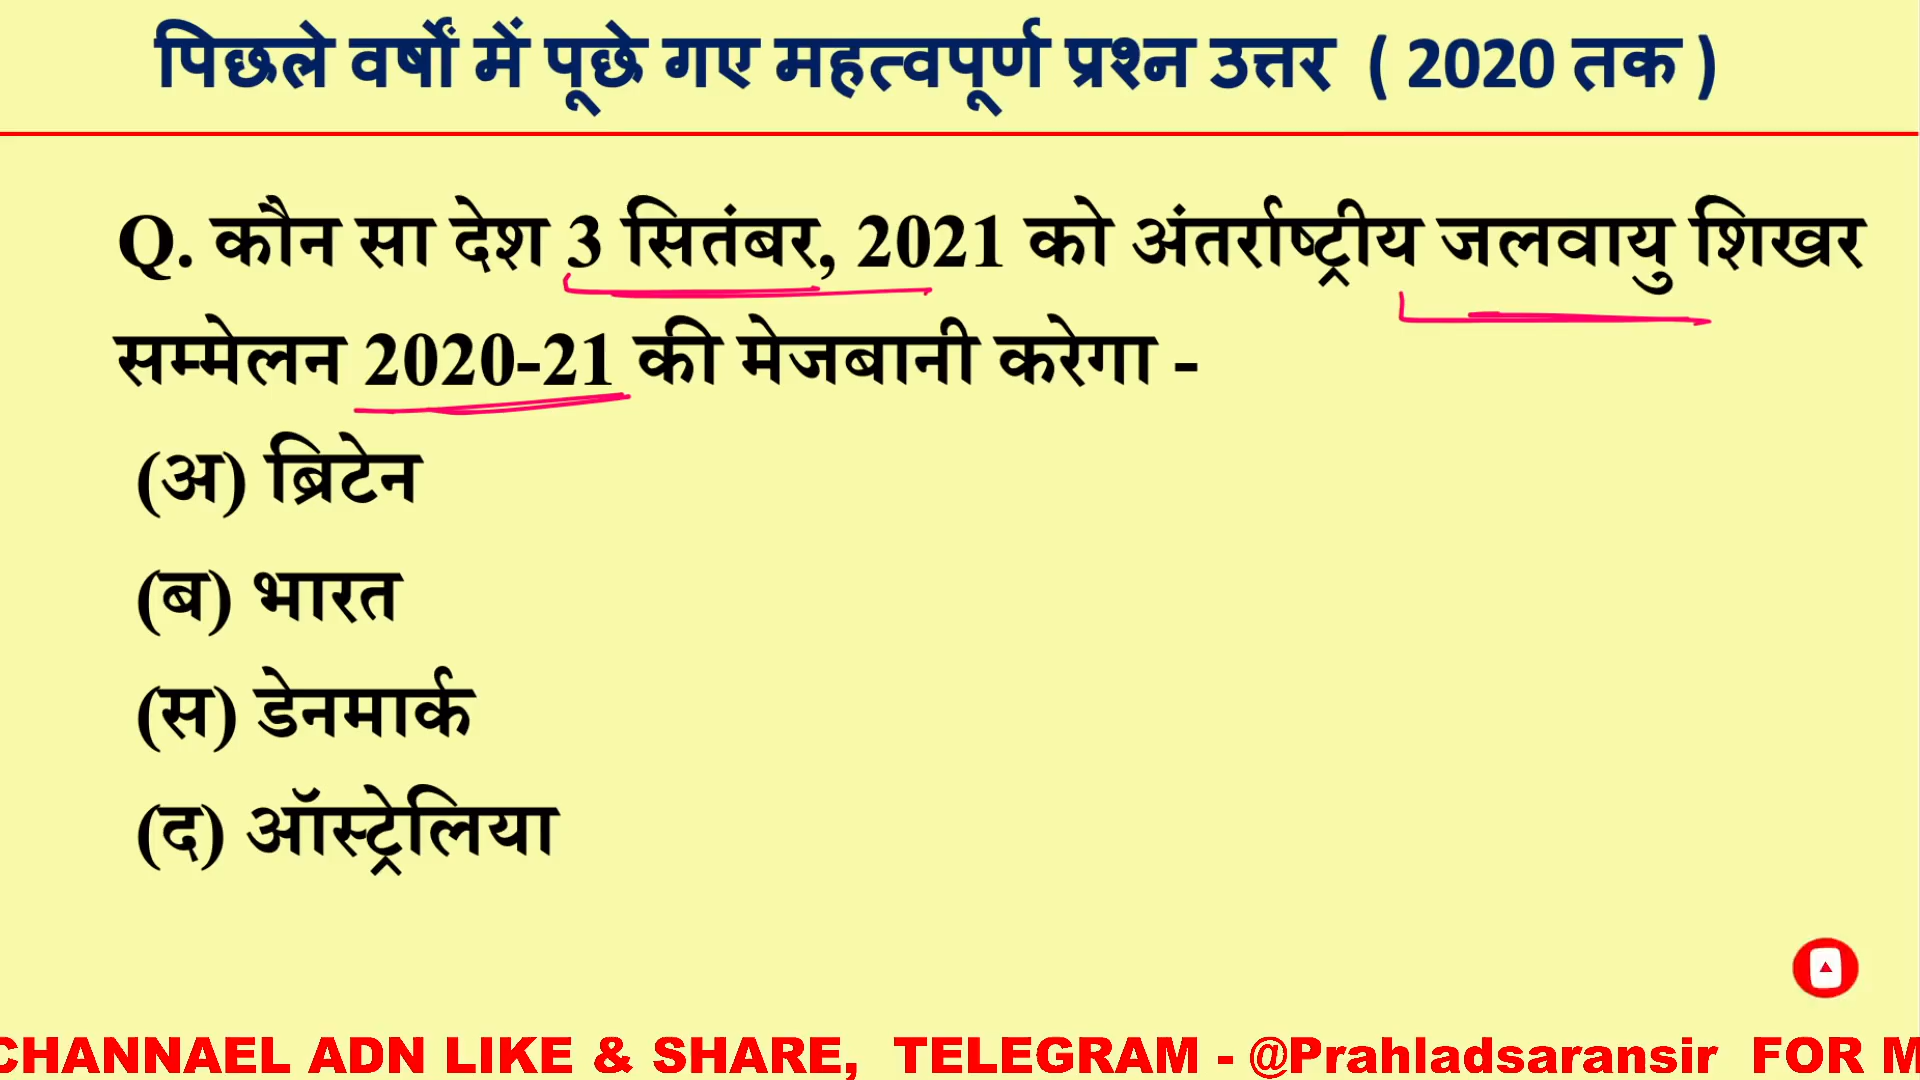 पिछले वर्षों में पूछे गए महत्वपूर्ण प्रश्न उत्तर ( 2020 तक )
Q. कौन सा देश 3 सितंबर, 2021 को अंतर्राष्ट्रीय जलवायु शिखर
सम्मेलन 2020-21 की मेजबानी करेगा -
(अ) ब्रिटेन
(ब) भारत
(स) डेनमार्क
(द) ऑस्ट्रेलिया
CHANNAEL ADN LIKE & SHARE, TELEGRAM - @Prahladsaransir FOR M